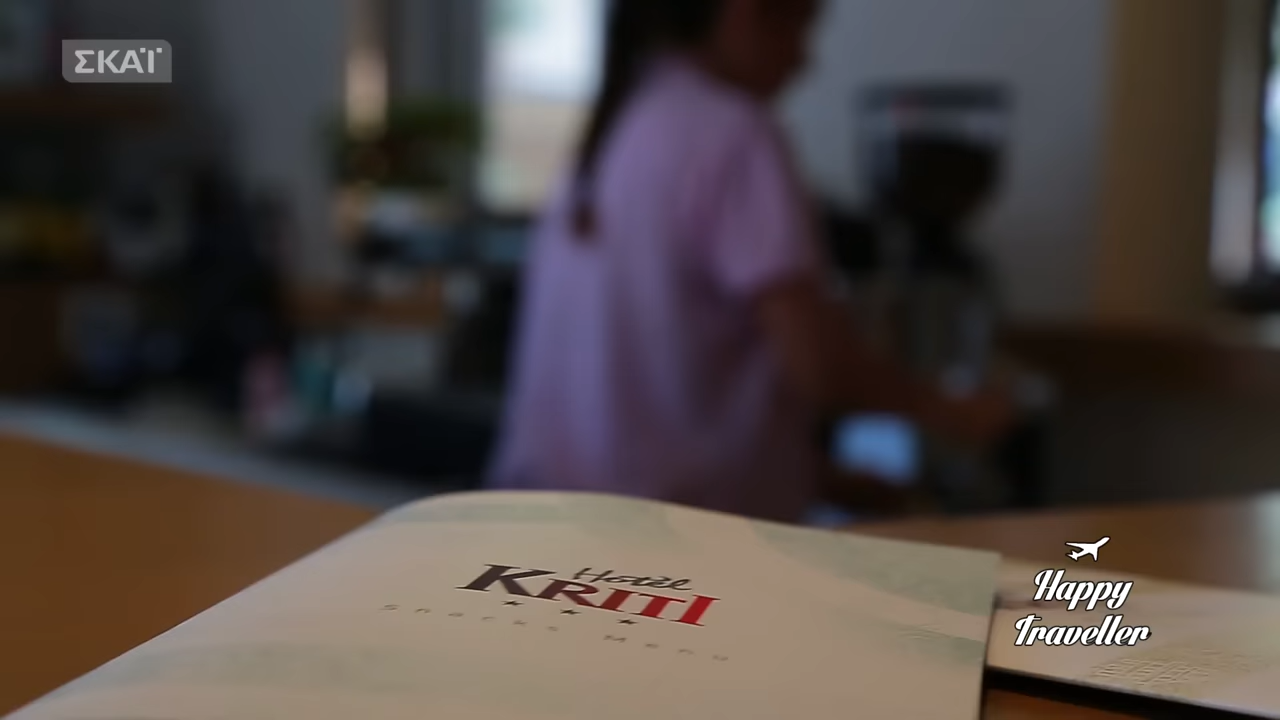 ΣΚΑΪ
Hotel
KRITI
Snacks Menu
Happy
Traveller